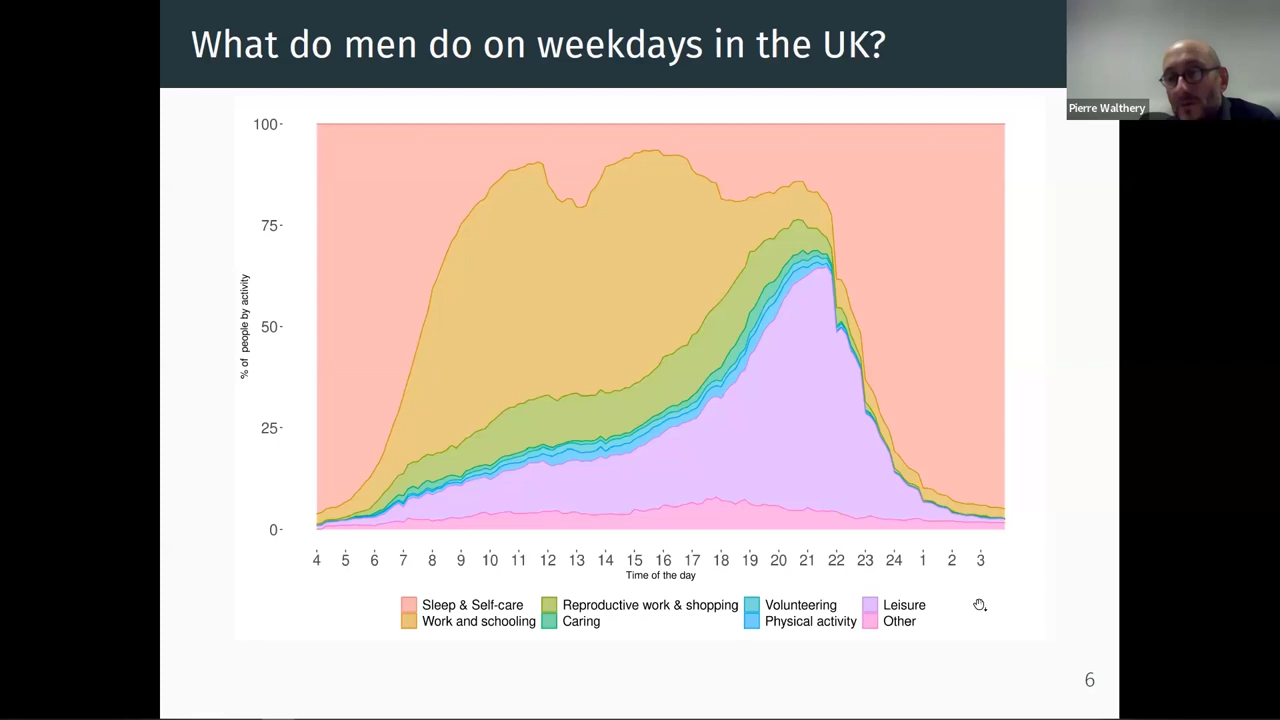 What do men do on weekdays in the UK?
Pierre Walthery
100
75
50
25
0
% of people by activity
4 5 6 7 8 9 10 11 12 13 14 15 16 17 18 19 20 21 22 23 24 1 2 3
Time of the day
Sleep & Self-care Reproductive work & shopping Volunteering Leisure
Work and schooling Caring Physical activity Other
6